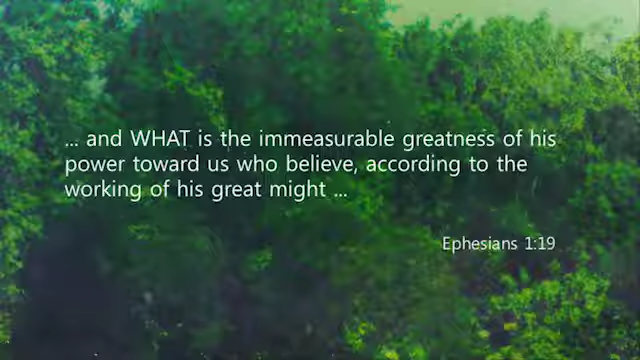 ... and WHAT is the immeasurable greatness of his
power toward us who believe, according to the
working of his great might ...
Ephesians 1:19